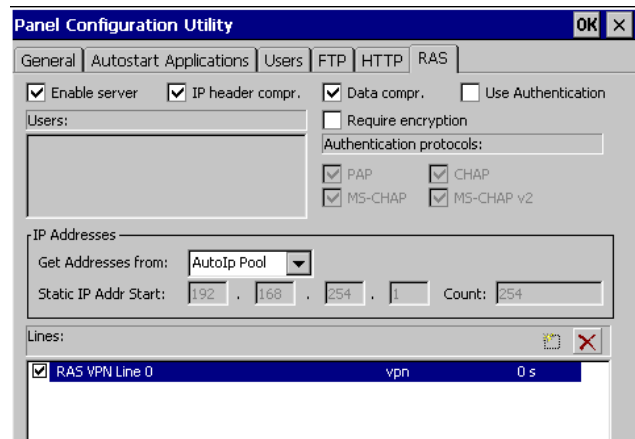 Panel Configuration Utility OK
General Autostart Applications Users FTP HTTP RAS
Enable server IP header compr. Data compr. Use Authentication
Users: Require encryption
Authentication protocols:
PAP CHAP
MS-CHAP MS-CHAP v2
IP Addresses
Get Addresses from: AutoIp Pool
Static IP Addr Start: 192 . 168 . 254 . 1 Count: 254
Lines:
RAS VPN Line 0 vpn 0 s